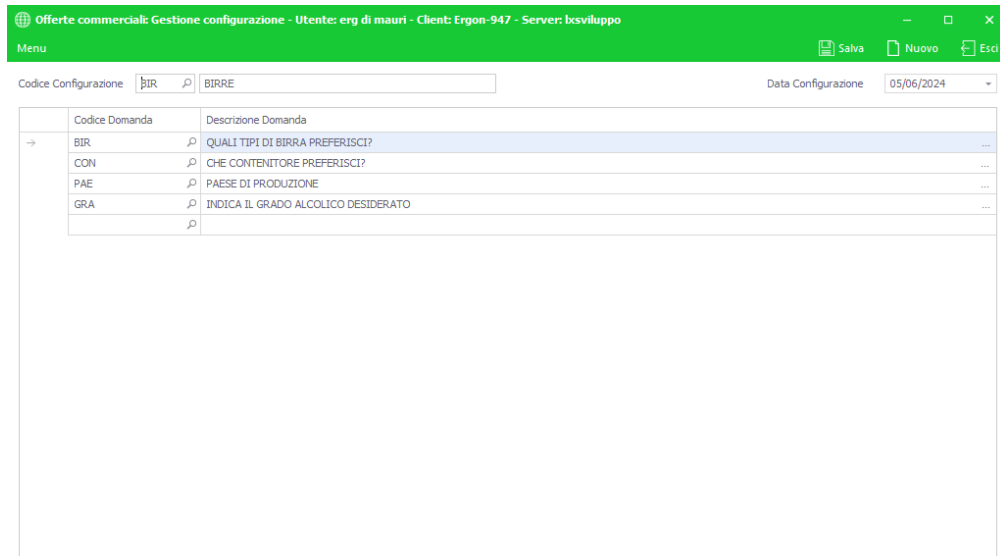 Offerte commerciali: Gestione configurazione - Utente: erg di mauri - Client: Ergon-947 - Server: lxsviluppo
Menu Salva Nuovo Esci
Codice Configurazione BIR BIRRE Data Configurazione 05/06/2024
Codice Domanda Descrizione Domanda
BIR QUALI TIPI DI BIRRA PREFERISCI? ...
CON CHE CONTENITORE PREFERISCI? ...
PAE PAESE DI PRODUZIONE ...
GRA INDICA IL GRADO ALCOLICO DESIDERATO ...